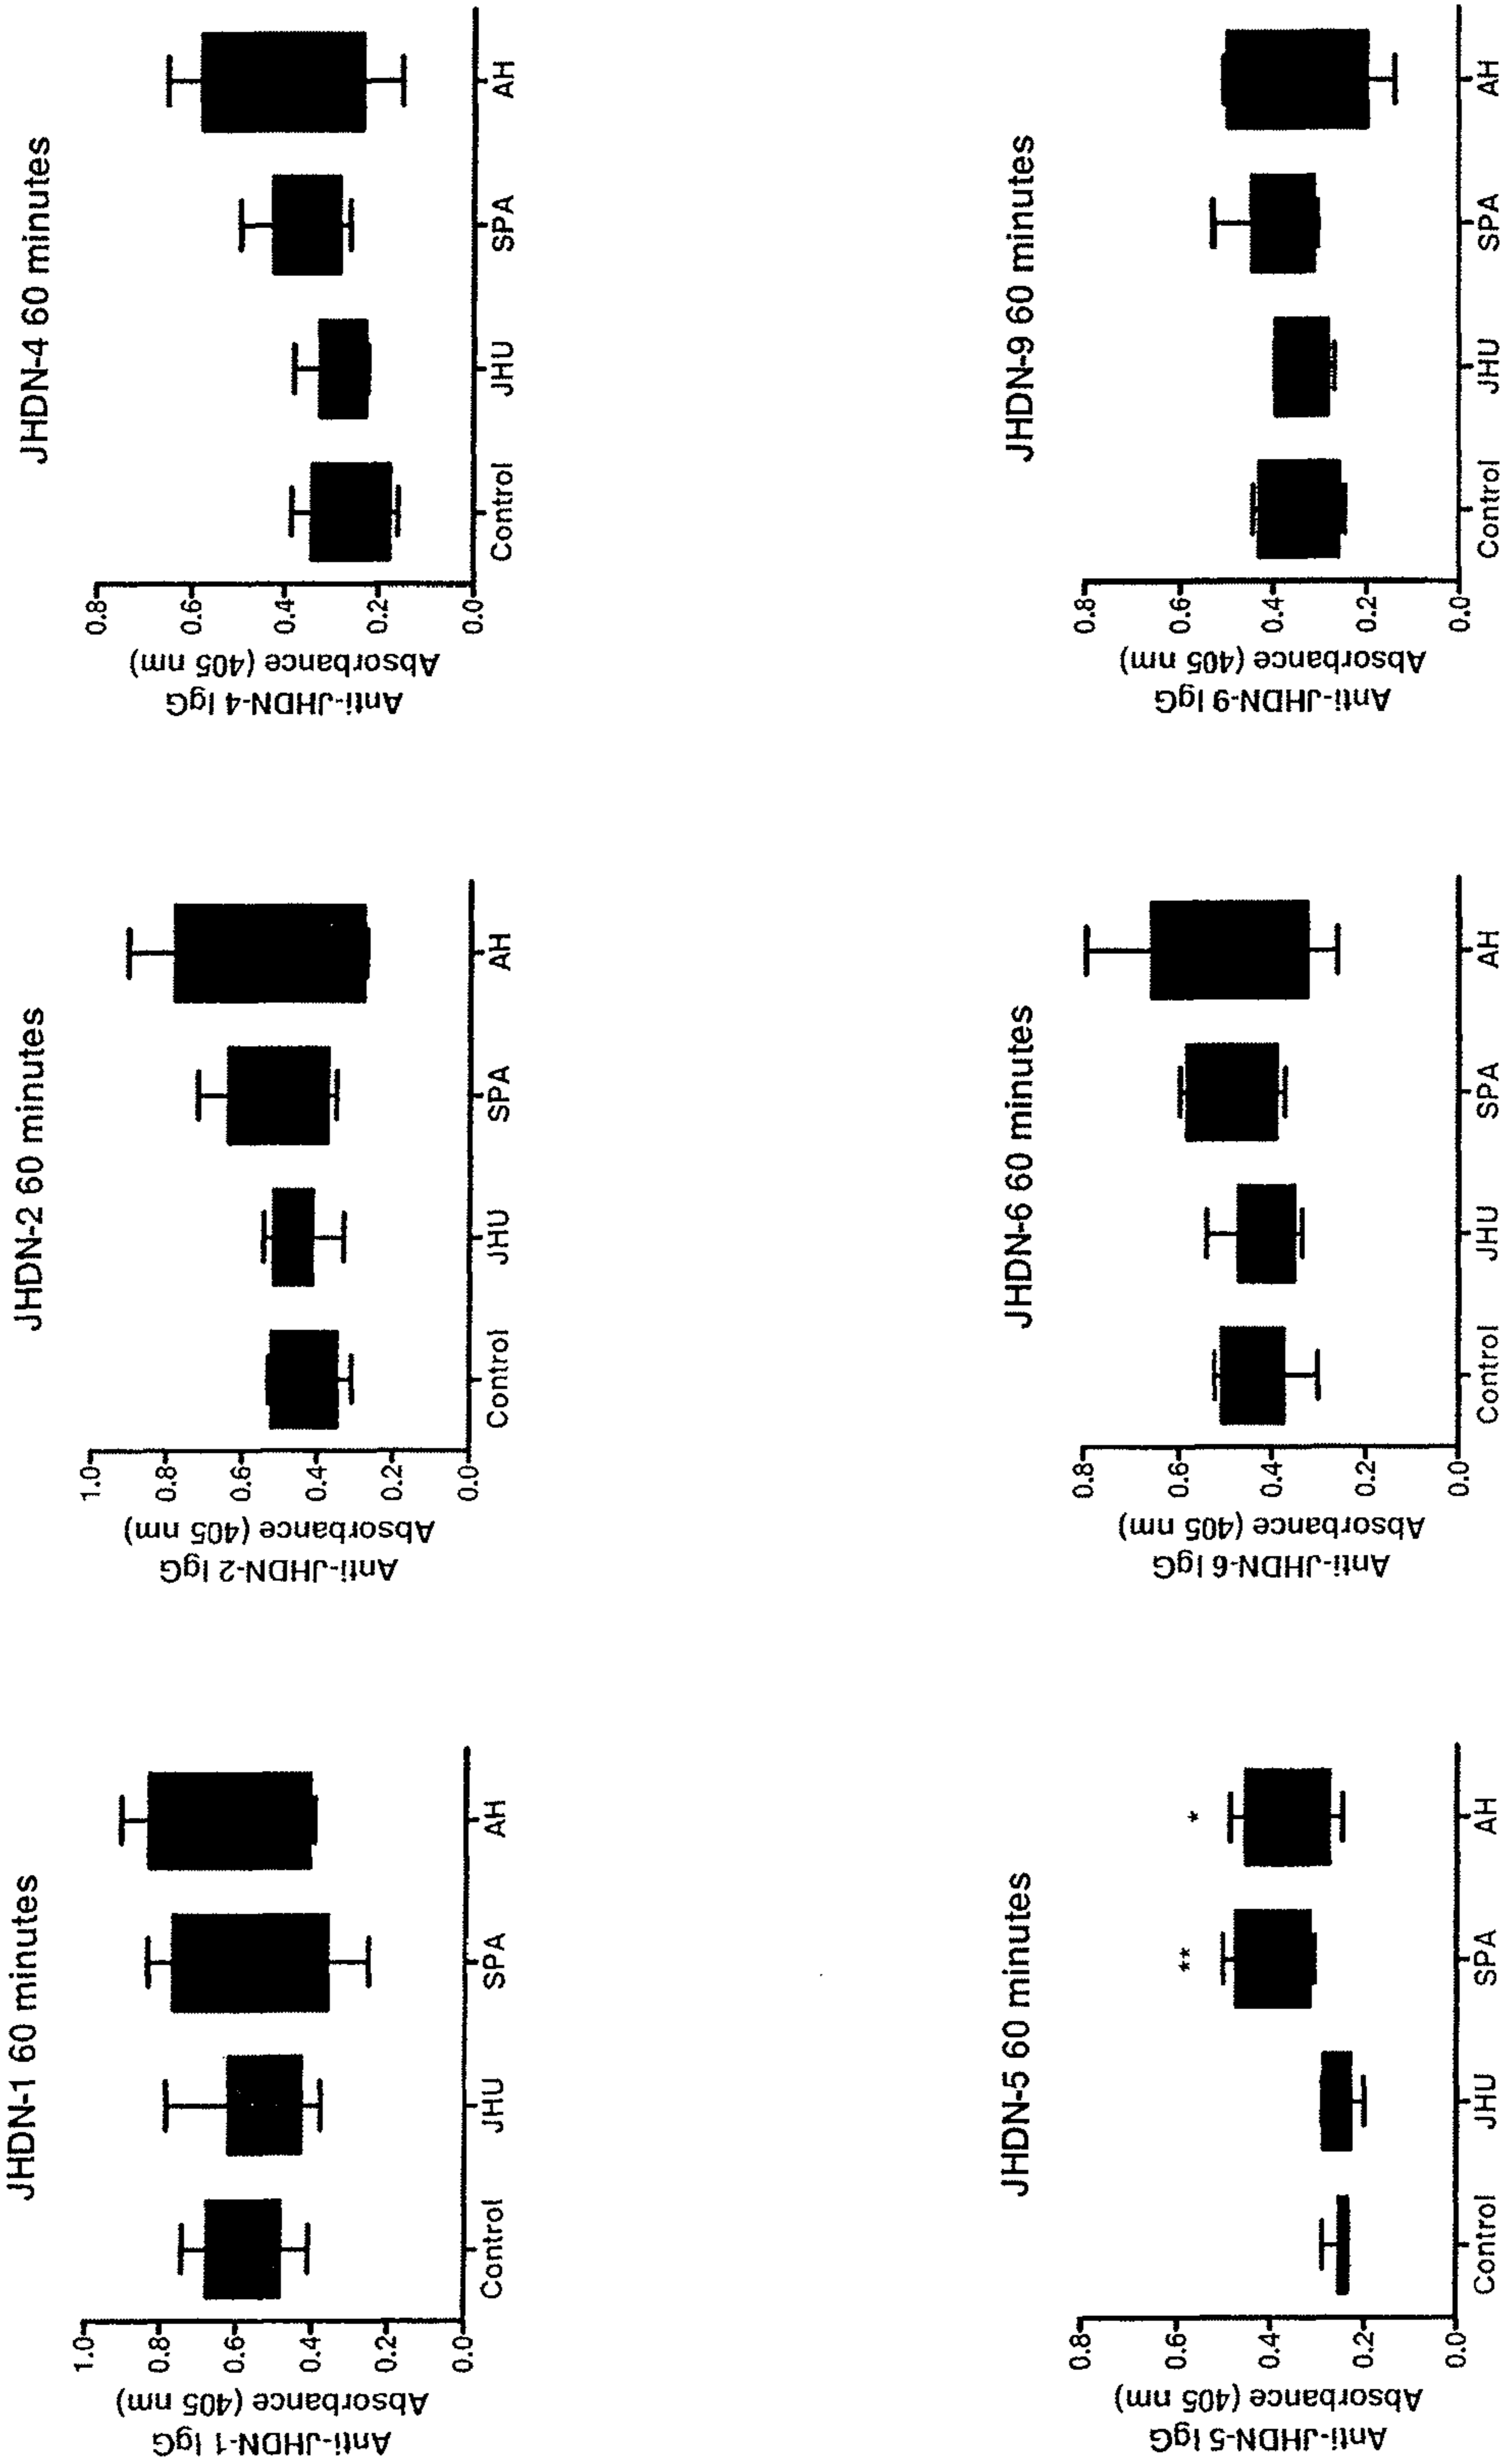 JHDN-1 60 minutes
Anti-JHDN-1 IgG
Absorbance (405 nm)
1.0
0.8
0.6
0.4
0.2
0.0
Control JHU SPA AH
JHDN-2 60 minutes
Anti-JHDN-2 IgG
Absorbance (405 nm)
1.0
0.8
0.6
0.4
0.2
0.0
Control JHU SPA AH
JHDN-4 60 minutes
Anti-JHDN-4 IgG
Absorbance (405 nm)
0.8
0.6
0.4
0.2
0.0
Control JHU SPA AH
JHDN-5 60 minutes
Anti-JHDN-5 IgG
Absorbance (405 nm)
0.8
0.6
0.4
0.2
0.0
** *
Control JHU SPA AH
JHDN-6 60 minutes
Anti-JHDN-6 IgG
Absorbance (405 nm)
0.8
0.6
0.4
0.2
0.0
Control JHU SPA AH
JHDN-9 60 minutes
Anti-JHDN-9 IgG
Absorbance (405 nm)
0.8
0.6
0.4
0.2
0.0
Control JHU SPA AH